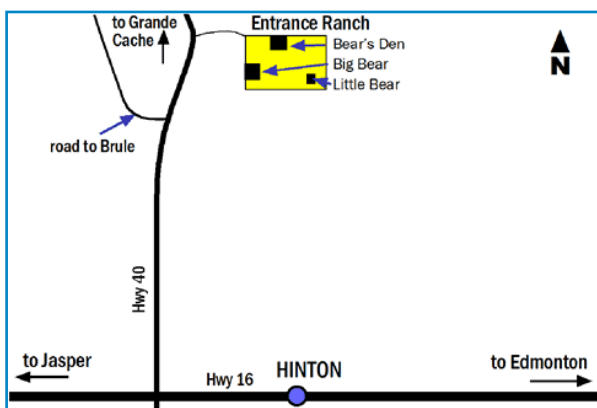 to Grande
Cache
Entrance Ranch
Bear's Den
Big Bear
Little Bear
N
road to Brule
Hwy 40
to Jasper
Hwy 16
HINTON
to Edmonton